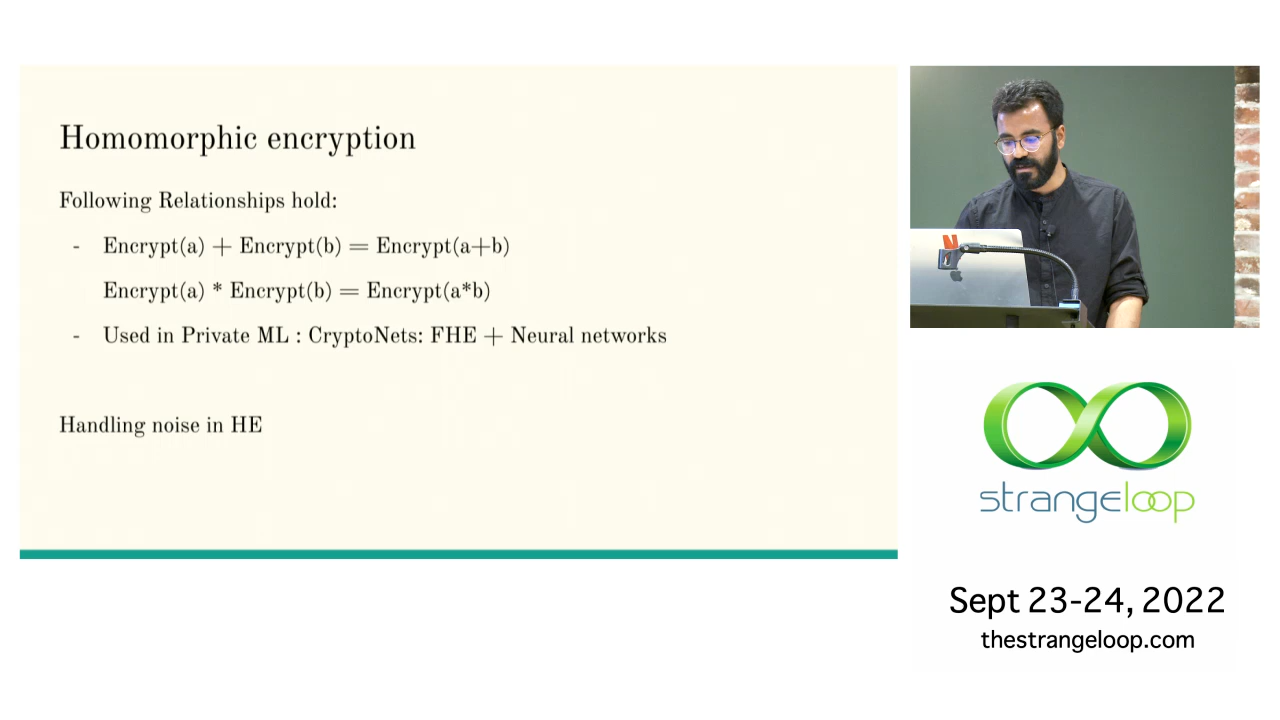 Homomorphic encryption
Following Relationships hold:
- Encrypt(a) + Encrypt(b) = Encrypt(a+b)
Encrypt(a) * Encrypt(b) = Encrypt(a*b)
- Used in Private ML : CryptoNets: FHE + Neural networks
Handling noise in HE
strangeloop
Sept 23-24, 2022
thestrangeloop.com